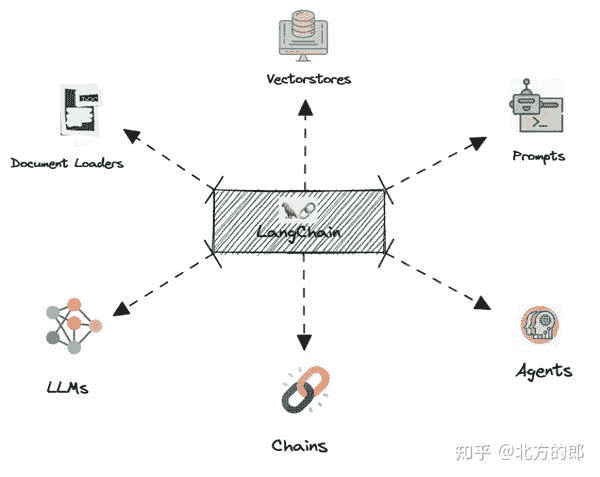 Vectorstores
Document Loaders
Prompts
LangChain
LLMs
Agents
Chains
知乎 @北方的郎